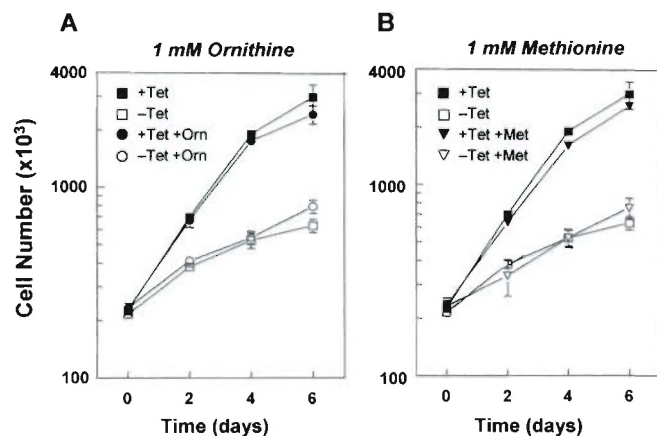 A
1 mM Ornithine
4000
1000
100
Cell Number (x10³)
+Tet
–Tet
+Tet +Orn
–Tet +Orn
0 2 4 6
Time (days)
B
1 mM Methionine
4000
1000
100
+Tet
–Tet
+Tet +Met
–Tet +Met
0 2 4 6
Time (days)